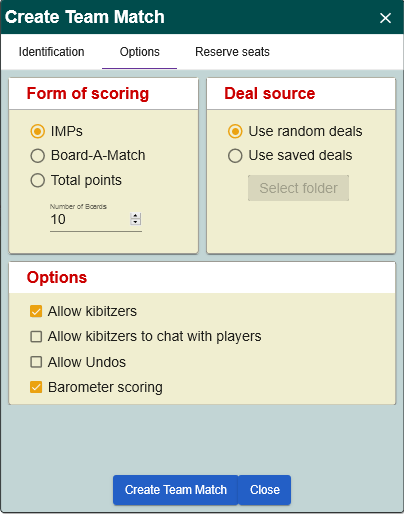 Create Team Match
Identification Options Reserve seats
Form of scoring
IMPs
Board-A-Match
Total points
Number of Boards
10
Deal source
Use random deals
Use saved deals
Select folder
Options
Allow kibitzers
Allow kibitzers to chat with players
Allow Undos
Barometer scoring
Create Team Match Close